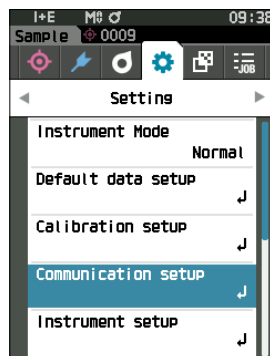 I+E M0 09:38
Sample 0009
JOB
Setting
Instrument Mode
Normal
Default data setup
Calibration setup
Communication setup
Instrument setup